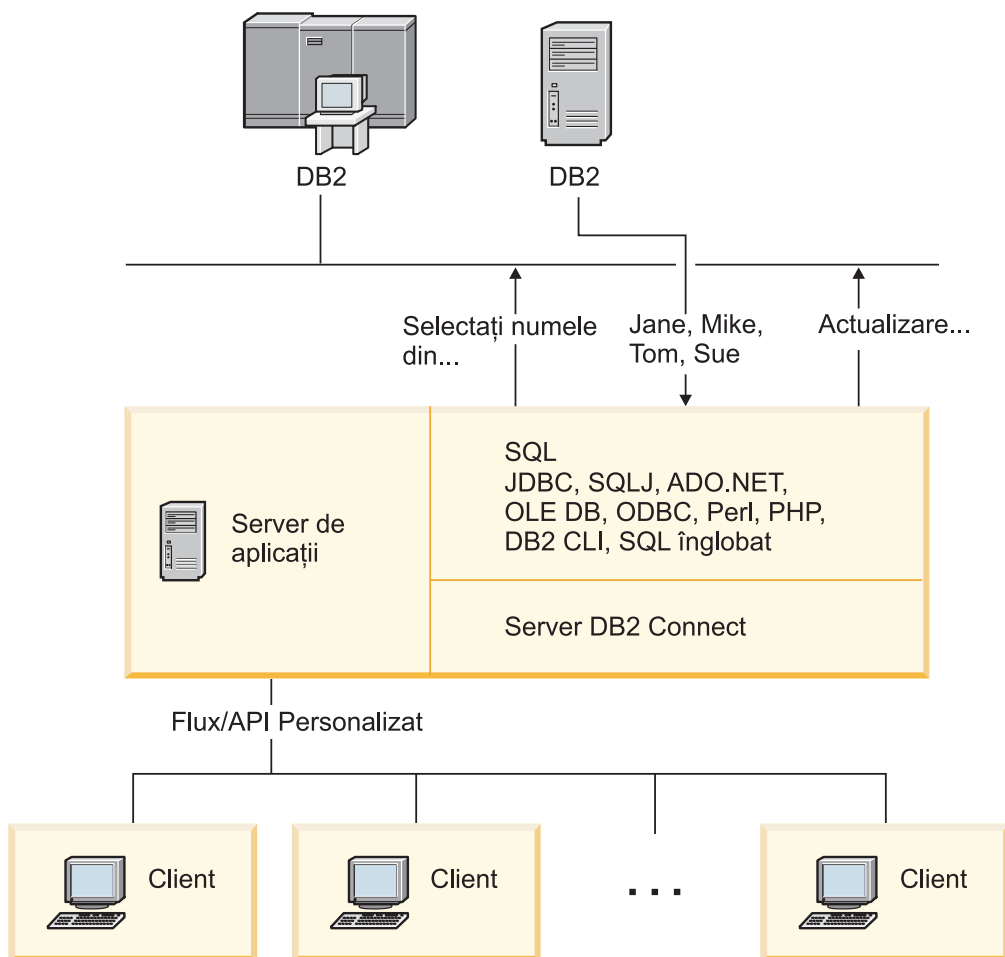 DB2
DB2
Selectați numele
din...
Jane, Mike,
Tom, Sue
Actualizare...
Server de
aplicații
SQL
JDBC, SQLJ, ADO.NET,
OLE DB, ODBC, Perl, PHP,
DB2 CLI, SQL înglobat
Server DB2 Connect
Flux/API Personalizat
Client
Client
...
Client